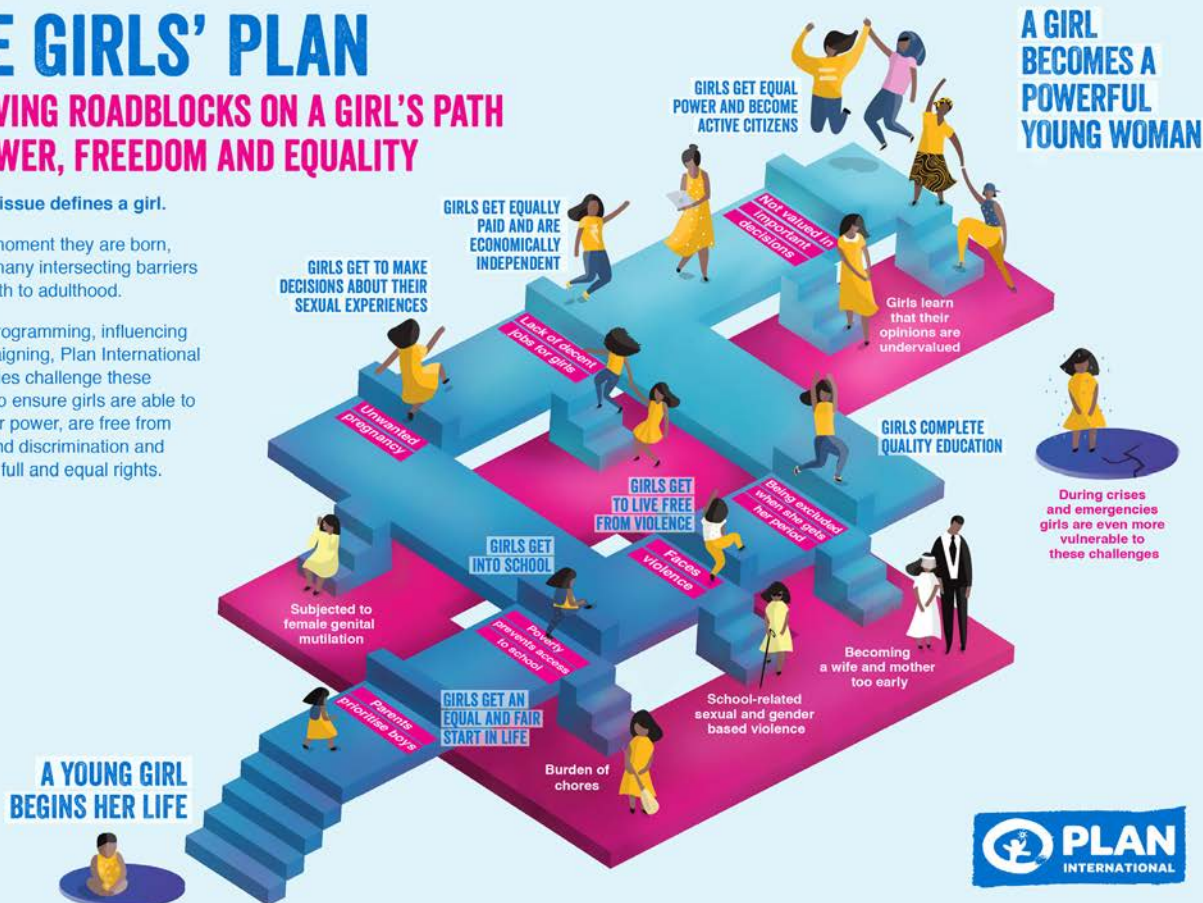 E GIRLS' PLAN
VING ROADBLOCKS ON A GIRL'S PATH
WER, FREEDOM AND EQUALITY
issue defines a girl.
moment they are born,
many intersecting barriers
th to adulthood.
rogramming, influencing
aigning, Plan International
ies challenge these
o ensure girls are able to
r power, are free from
nd discrimination and
full and equal rights.
A GIRL
BECOMES A
POWERFUL
YOUNG WOMAN
GIRLS GET EQUAL
POWER AND BECOME
ACTIVE CITIZENS
Not valued in
important
decisions
GIRLS GET EQUALLY
PAID AND ARE
ECONOMICALLY
INDEPENDENT
Girls learn
that their
opinions are
undervalued
GIRLS GET TO MAKE
DECISIONS ABOUT THEIR
SEXUAL EXPERIENCES
Lack of decent
jobs for girls
Unwanted
pregnancy
GIRLS COMPLETE
QUALITY EDUCATION
During crises
and emergencies
girls are even more
vulnerable to
these challenges
GIRLS GET
TO LIVE FREE
FROM VIOLENCE
Being excluded
when she gets
her period
GIRLS GET
INTO SCHOOL
Faces
violence
Subjected to
female genital
mutilation
Poverty
prevents access
to school
Becoming
a wife and mother
too early
School-related
sexual and gender
based violence
GIRLS GET AN
EQUAL AND FAIR
START IN LIFE
Parents
prioritise boys
Burden of
chores
A YOUNG GIRL
BEGINS HER LIFE
PLAN
INTERNATIONAL